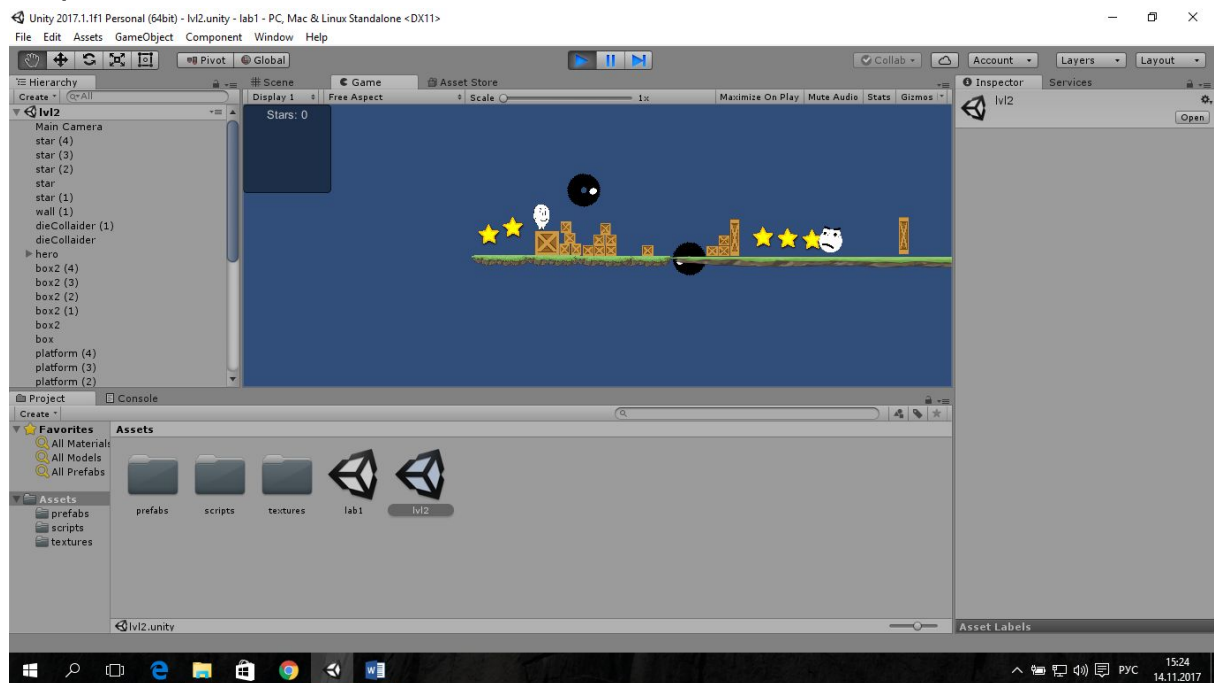 Unity 2017.1.1f1 Personal (64bit) - lvl2.unity - lab1 - PC, Mac & Linux Standalone <DX11>
File Edit Assets GameObject Component Window Help
Pivot Global Collab Account Layers Layout
Hierarchy
Create All
lvl2
Main Camera
star (4)
star (3)
star (2)
star
star (1)
wall (1)
dieCollaider (1)
dieCollaider
hero
box2 (4)
box2 (3)
box2 (2)
box2 (1)
box2
box
platform (4)
platform (3)
platform (2)
Scene Game Asset Store
Display 1 Free Aspect Scale 1x Maximize On Play Mute Audio Stats Gizmos
Stars: 0
Inspector Services
lvl2
Open
Project Console
Create
Favorites
All Materials
All Models
All Prefabs
Assets
prefabs
scripts
textures
Assets
prefabs scripts textures lab1 lvl2
lvl2.unity
Asset Labels
РУС
15:24
14.11.2017